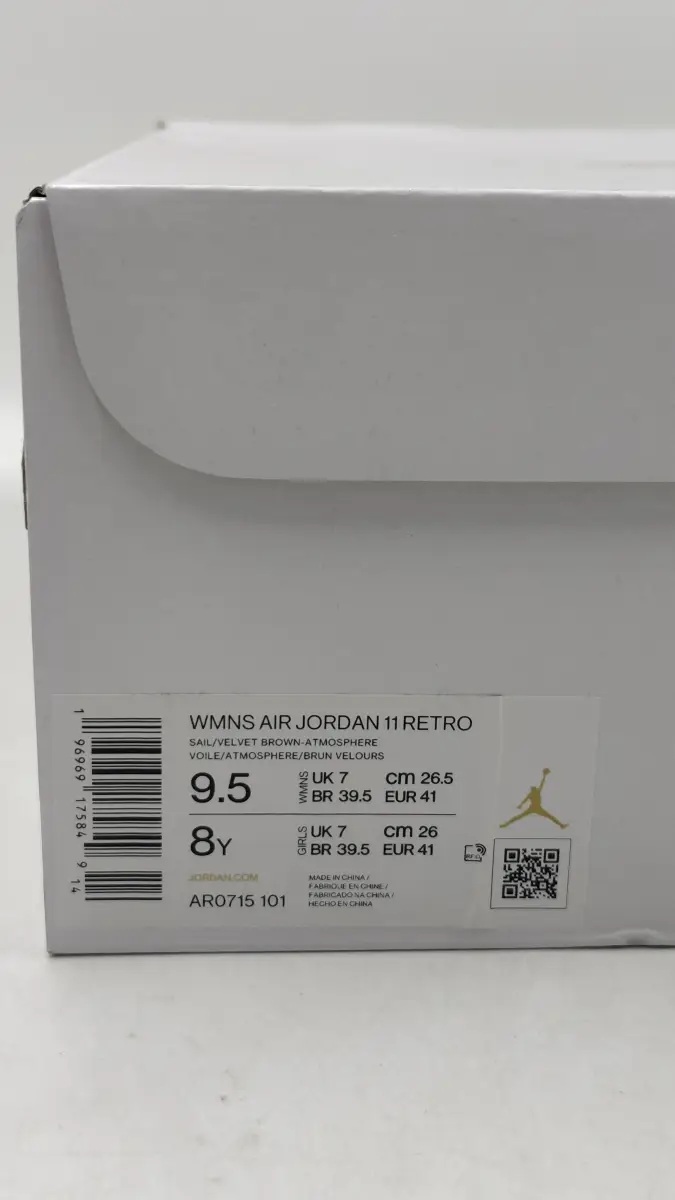 WMNS AIR JORDAN 11 RETRO
SAIL/VELVET BROWN-ATMOSPHERE
VOILE/ATMOSPHERE/BRUN VELOURS
9.5 WMNS UK 7 cm 26.5
BR 39.5 EUR 41
8Y GIRLS UK 7 cm 26
BR 39.5 EUR 41
JORDAN.COM
AR0715 101
MADE IN CHINA /
FABRIQUE EN CHINE /
FABRICADO NA CHINA /
HECHO EN CHINA
1 96969 17584 9 14